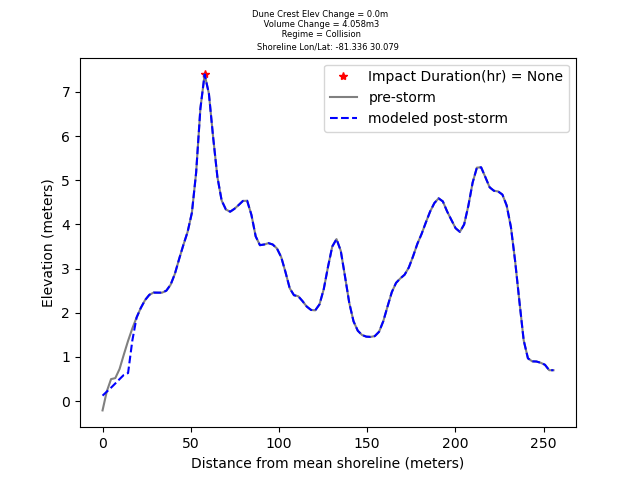 Dune Crest Elev Change = 0.0m
Volume Change = 4.058m3
Regime = Collision
Shoreline Lon/Lat: -81.336 30.079
Impact Duration(hr) = None
pre-storm
modeled post-storm
Elevation (meters)
7
6
5
4
3
2
1
0
0 50 100 150 200 250
Distance from mean shoreline (meters)